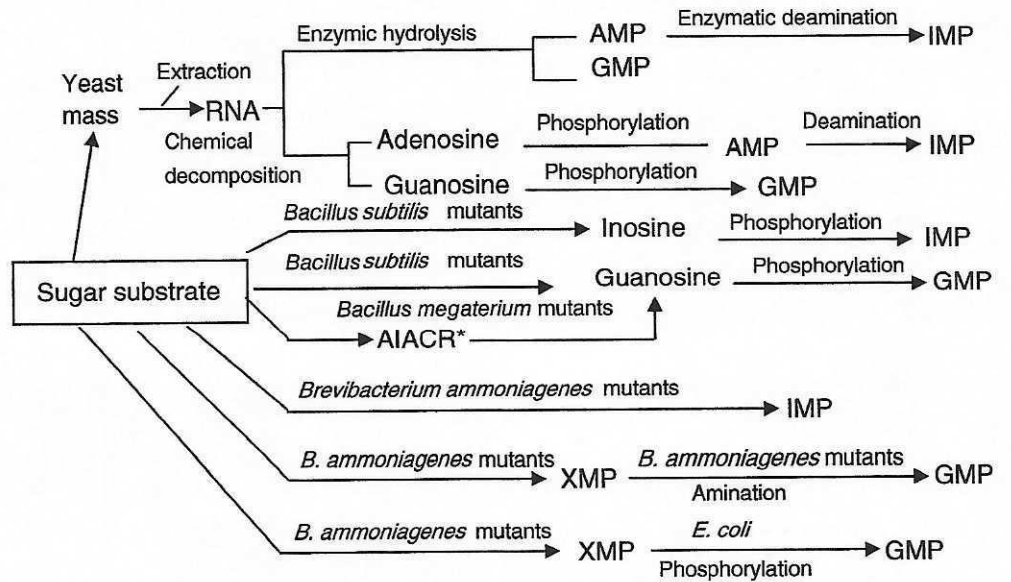 Enzymic hydrolysis
AMP
Enzymatic deamination
IMP
GMP
Yeast
mass
Extraction
RNA
Chemical
decomposition
Adenosine
Phosphorylation
AMP
Deamination
IMP
Guanosine
Phosphorylation
GMP
Bacillus subtilis mutants
Inosine
Phosphorylation
IMP
Sugar substrate
Bacillus subtilis mutants
Guanosine
Phosphorylation
GMP
Bacillus megaterium mutants
AIACR*
Brevibacterium ammoniagenes mutants
IMP
B. ammoniagenes mutants
XMP
B. ammoniagenes mutants
Amination
GMP
B. ammoniagenes mutants
XMP
E. coli
Phosphorylation
GMP